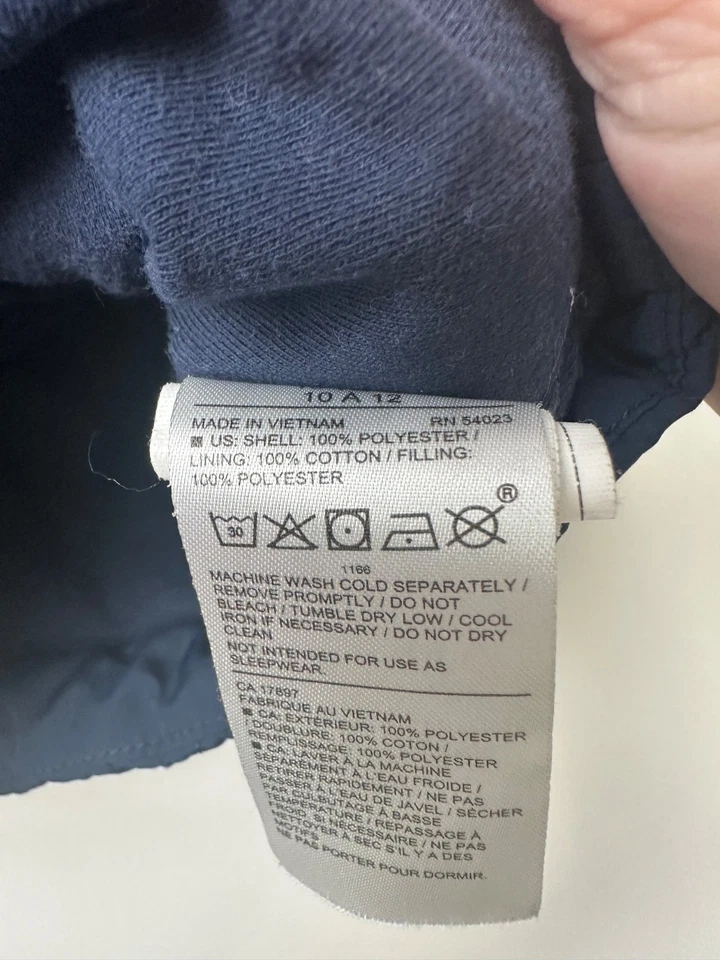 10 A 12
MADE IN VIETNAM RN 54023
US: SHELL: 100% POLYESTER /
LINING: 100% COTTON / FILLING:
100% POLYESTER
30
®
1166
MACHINE WASH COLD SEPARATELY /
REMOVE PROMPTLY / DO NOT
BLEACH / TUMBLE DRY LOW / COOL
IRON IF NECESSARY / DO NOT DRY
CLEAN
NOT INTENDED FOR USE AS
SLEEPWEAR.
CA 17897
FABRIQUE AU VIETNAM
CA: EXTÉRIEUR: 100% POLYESTER
/ DOUBLURE: 100% COTON /
REMPLISSAGE: 100% POLYESTER
CA: LAVER À LA MACHINE
SÉPARÉMENT À L'EAU FROIDE /
RETIRER RAPIDEMENT / NE PAS
PASSER À L'EAU DE JAVEL / SÉCHER
PAR CULBUTAGE À BASSE
TEMPÉRATURE / REPASSAGE À
FROID, SI NÉCESSAIRE / NE PAS
NETTOYER À SEC S'IL Y A DES
MOTIFS
NE PAS PORTER POUR DORMIR.